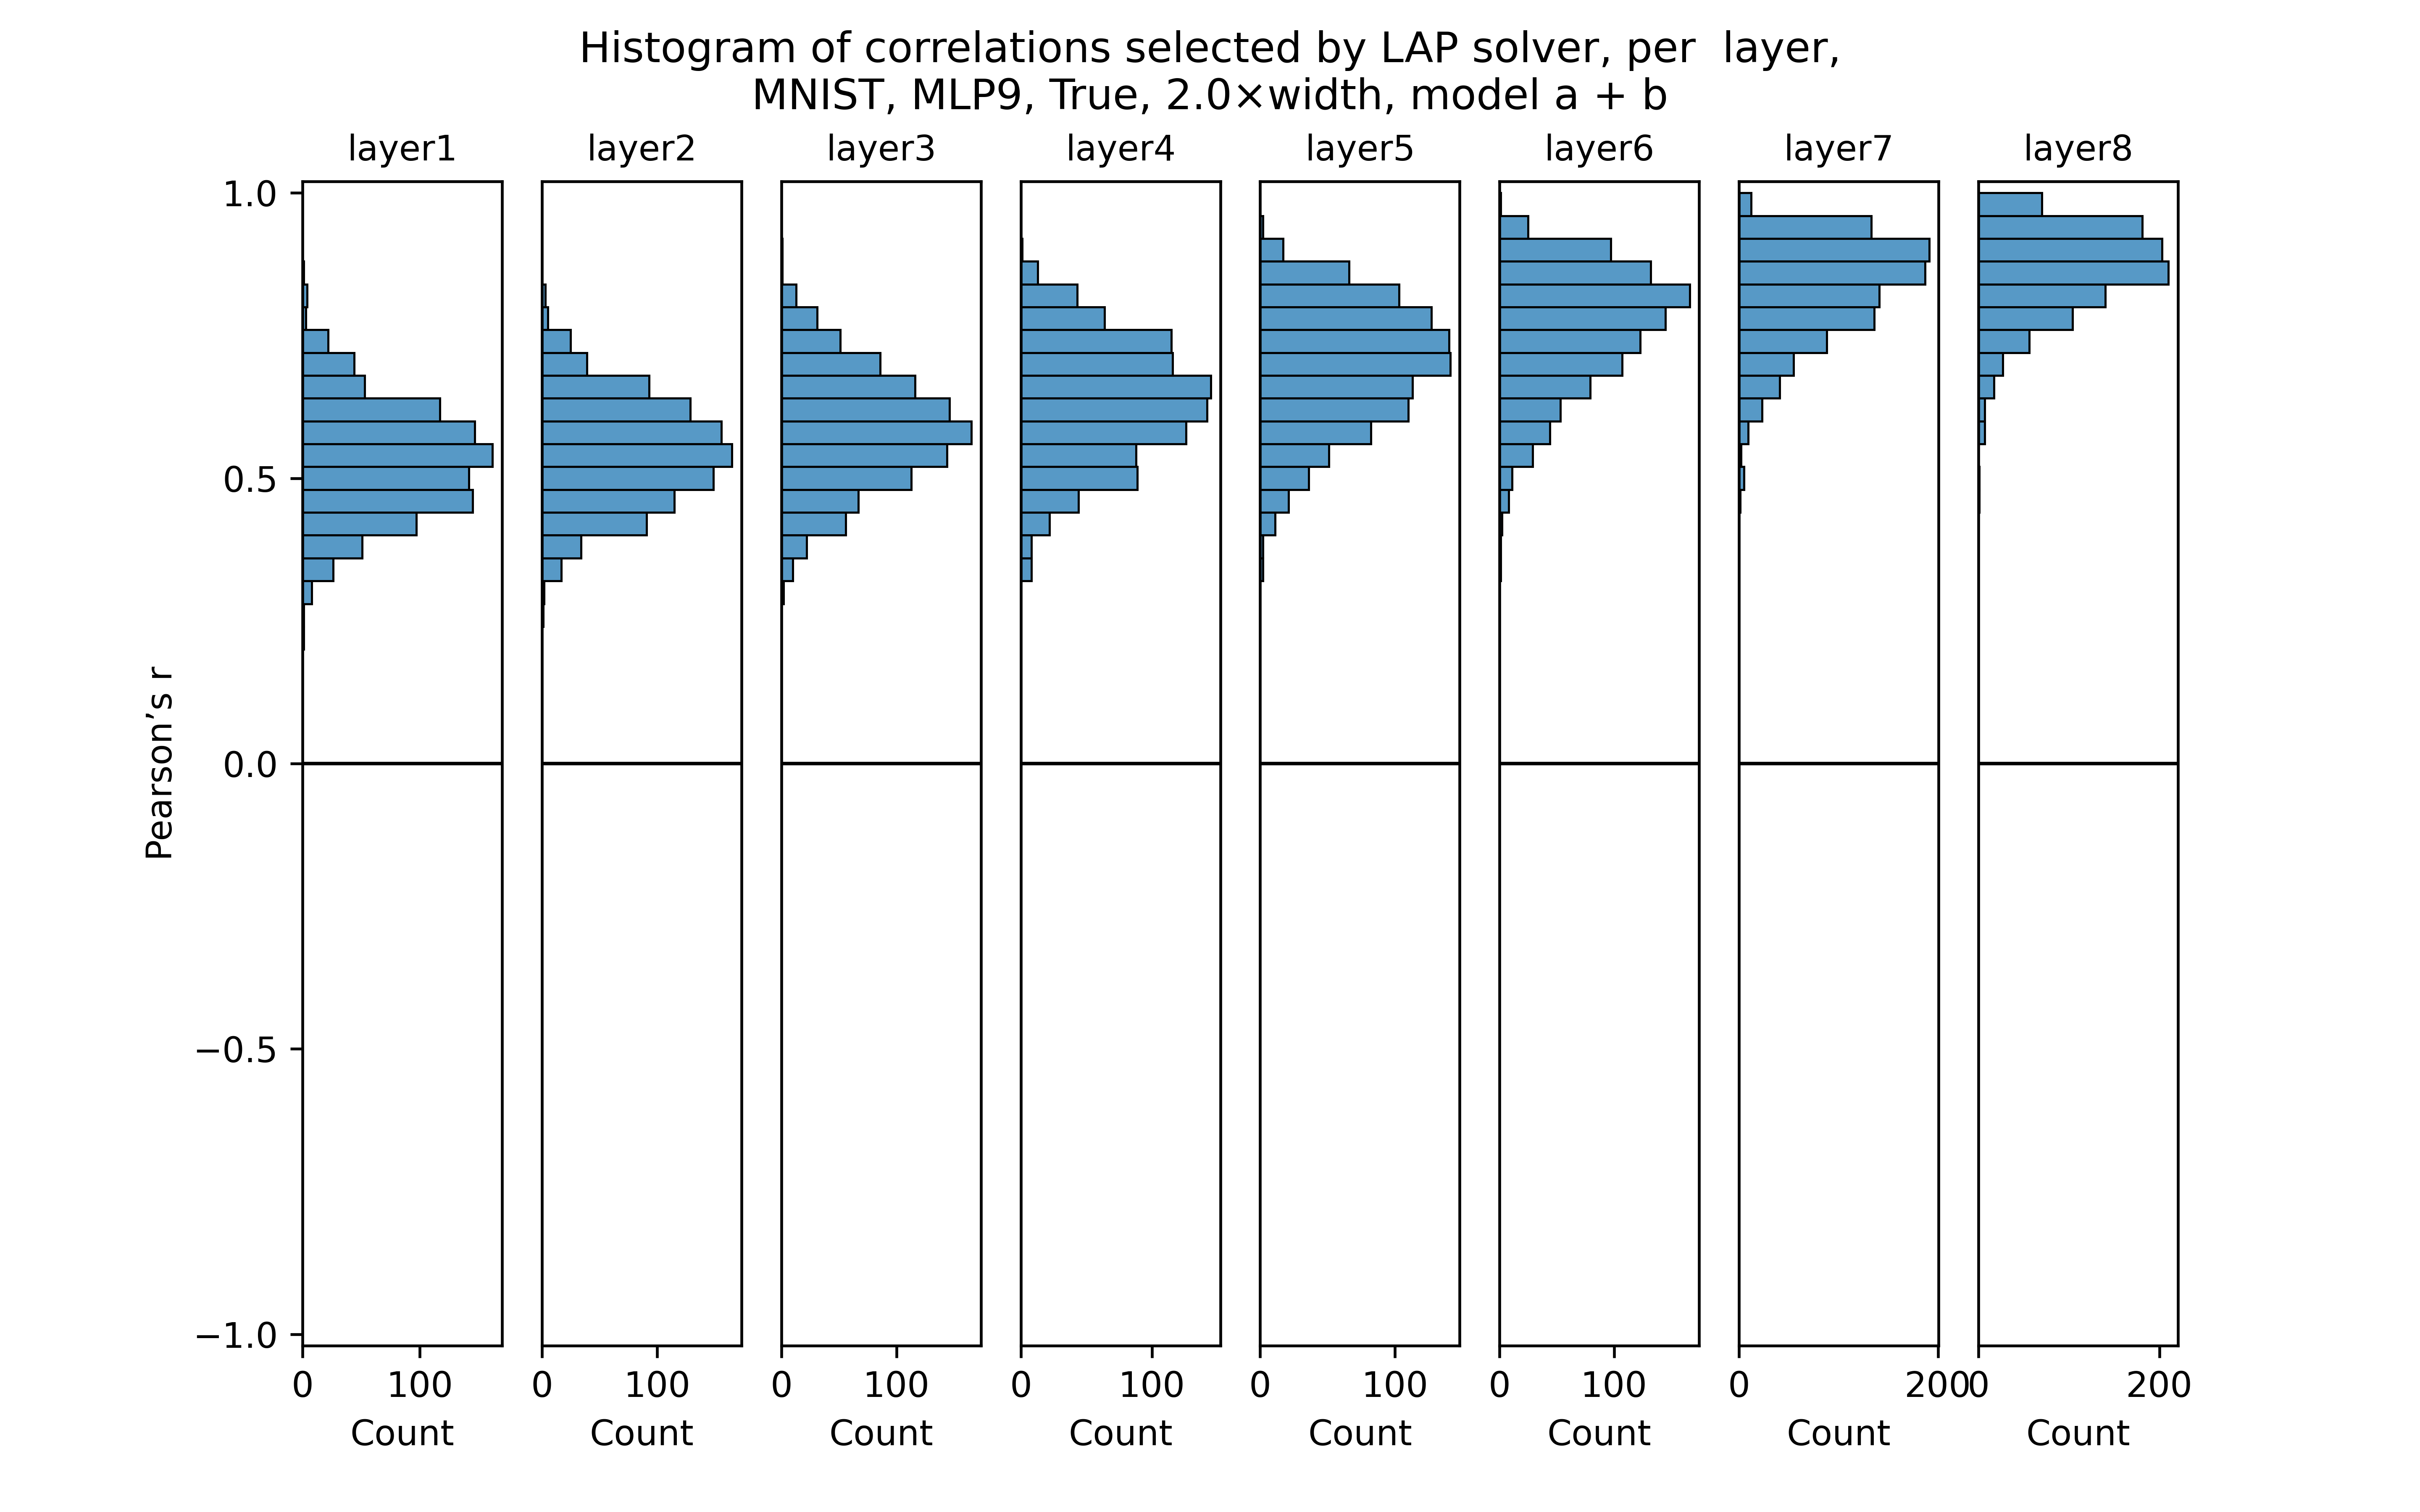 Histogram of correlations selected by LAP solver, per  layer,
MNIST, MLP9, True, 2.0×width, model a + b
layer1 layer2 layer3 layer4 layer5 layer6 layer7 layer8
1.0
0.5
0.0
−0.5
−1.0
Pearson’s r
0 100 0 100 0 100 0 100 0 100 0 100 0 200 0 200
Count Count Count Count Count Count Count Count